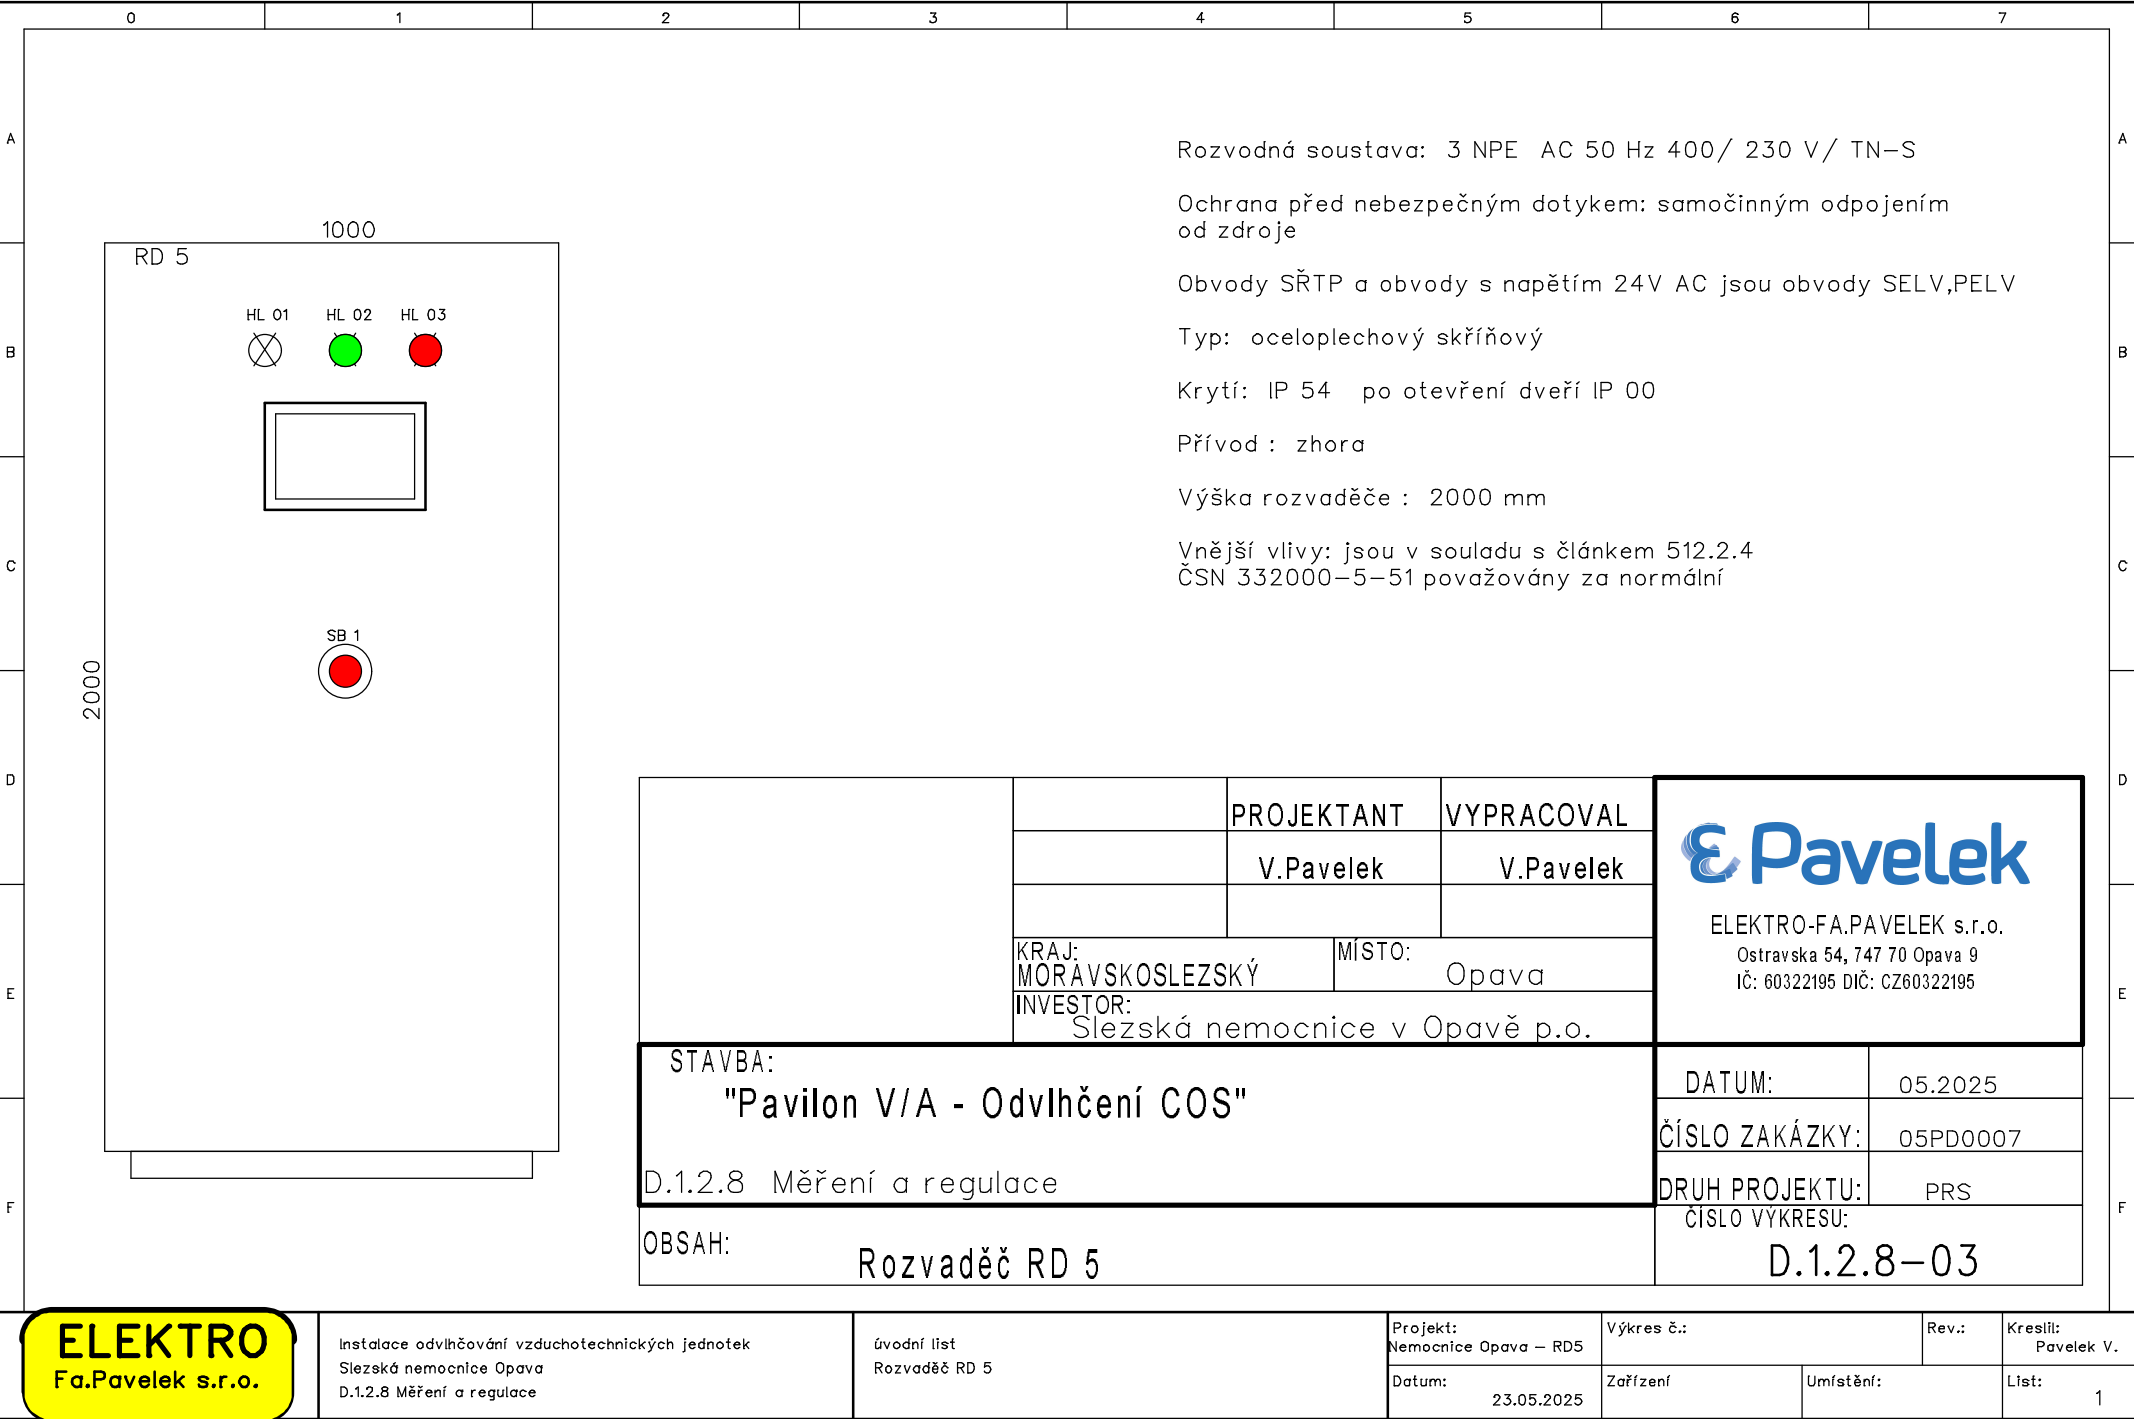 0 1 2 3 4 5 6 7
A A
Rozvodná soustava: 3 NPE AC 50 Hz 400/ 230 V/ TN-S
Ochrana před nebezpečným dotykem: samočinným odpojením
od zdroje
Obvody SŘTP a obvody s napětím 24V AC jsou obvody SELV,PELV
Typ: oceloplechový skříňový
Krytí: IP 54 po otevření dveří IP 00
Přívod : zhora
Výška rozvaděče : 2000 mm
Vnější vlivy: jsou v souladu s článkem 512.2.4
ČSN 332000-5-51 považovány za normální
1000
RD 5
HL 01 HL 02 HL 03
B B
C C
SB 1
2000
D D
PROJEKTANT VYPRACOVAL
V.Pavelek V.Pavelek
KRAJ:
MORAVSKOSLEZSKÝ
MÍSTO:
Opava
INVESTOR:
Slezská nemocnice v Opavě p.o.
Pavelek
ELEKTRO-FA.PAVELEK s.r.o.
Ostravska 54, 747 70 Opava 9
IČ: 60322195 DIČ: CZ60322195
E E
STAVBA:
"Pavilon V/A - Odvlhčení COS"
D.1.2.8 Měření a regulace
DATUM: 05.2025
ČÍSLO ZAKÁZKY: 05PD0007
DRUH PROJEKTU: PRS
F F
OBSAH:
Rozvaděč RD 5
ČÍSLO VÝKRESU:
D.1.2.8-03
ELEKTRO
Fa.Pavelek s.r.o.
Instalace odvlhčování vzduchotechnických jednotek
Slezská nemocnice Opava
D.1.2.8 Měření a regulace
úvodní list
Rozvaděč RD 5
Projekt:
Nemocnice Opava - RD5
Datum:
23.05.2025
Výkres č.:
Rev.:
Kreslil:
Pavelek V.
Zařízení
Umístění:
List:
1